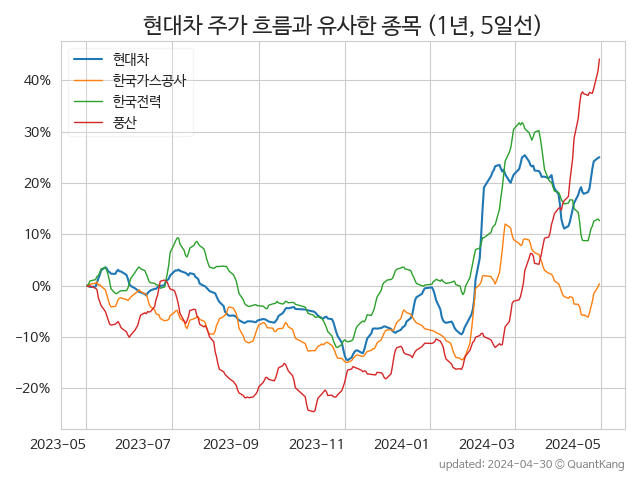 현대차 주가 흐름과 유사한 종목 (1년, 5일선)
현대차
한국가스공사
한국전력
풍산
40%
30%
20%
10%
0%
−10%
−20%
2023-05 2023-07 2023-09 2023-11 2024-01 2024-03 2024-05
updated: 2024-04-30 © QuantKang